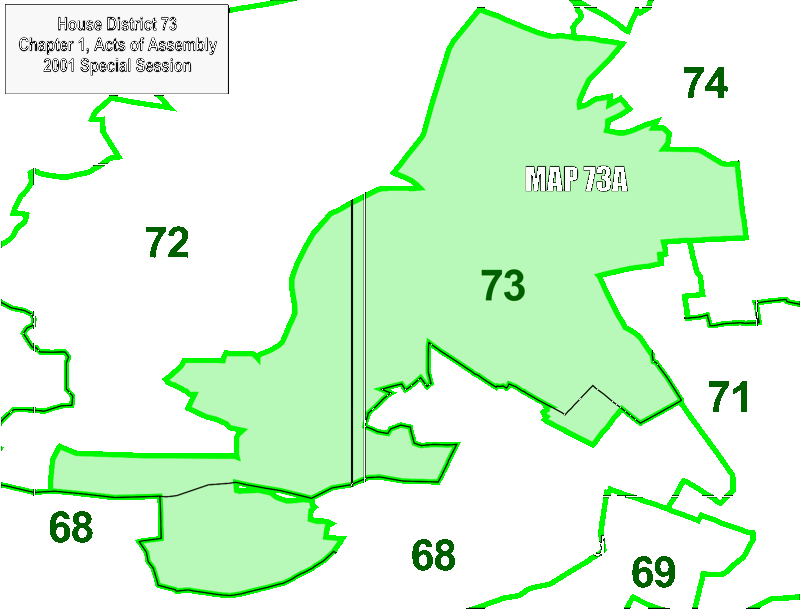 House District 73
Chapter 1, Acts of Assembly
2001 Special Session
74
MAP 73A
72
73
71
68
68
69